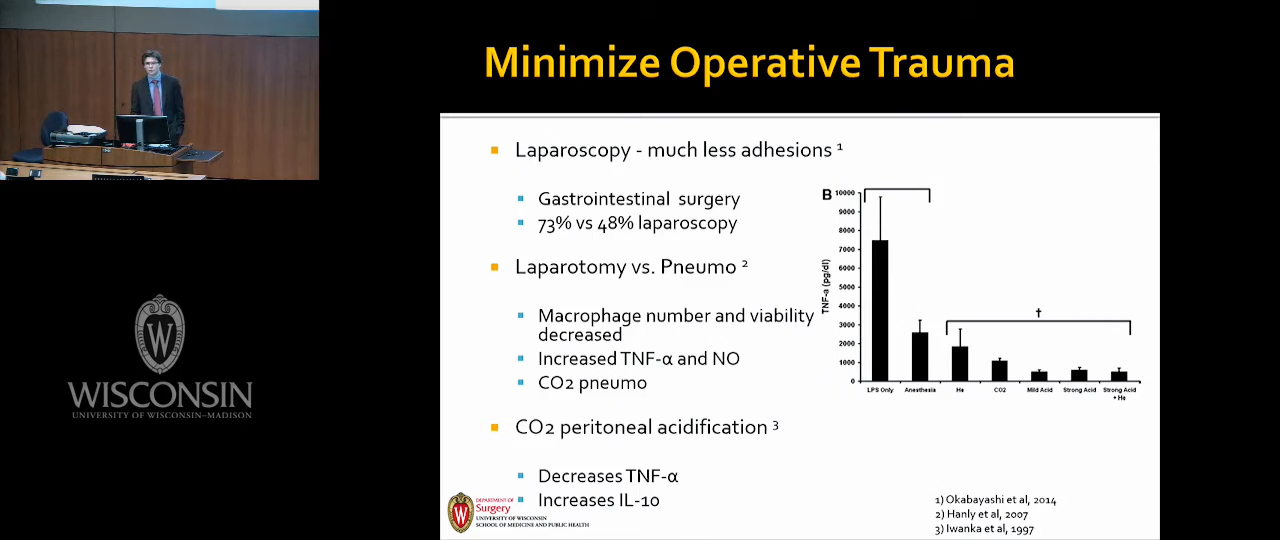 Minimize Operative Trauma
Laparoscopy - much less adhesions 1
Gastrointestinal surgery
73% vs 48% laparoscopy
Laparotomy vs. Pneumo 2
Macrophage number and viability
decreased
Increased TNF-α and NO
CO2 pneumo
CO2 peritoneal acidification 3
Decreases TNF-α
Increases IL-10
B
TNF-a (pg/dl)
10000
9000
8000
7000
6000
5000
4000
3000
2000
1000
0
†
LPS Only
Anesthesia
He
CO2
Mild Acid
Strong Acid
Strong Acid
+ He
1) Okabayashi et al, 2014
2) Hanly et al, 2007
3) Iwanka et al, 1997
W
DEPARTMENT OF
Surgery
UNIVERSITY OF WISCONSIN
SCHOOL OF MEDICINE AND PUBLIC HEALTH
W
WISCONSIN
UNIVERSITY OF WISCONSIN–MADISON